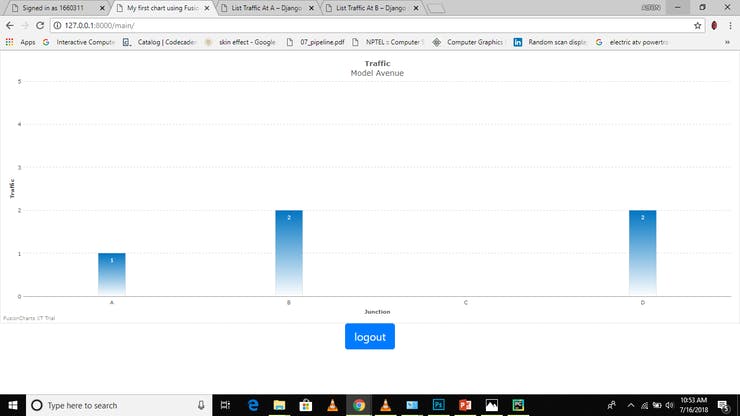 Signed in as 1660311
My first chart using Fusio
List Traffic At A – Django
List Traffic At B – Django
127.0.0.1:8000/main/
Apps
Interactive Compute
Catalog | Codecader
skin effect - Google
07_pipeline.pdf
NPTEL :: Computer S
Computer Graphics
Random scan displa
electric atv powertra
»
Traffic
Model Avenue
5
4
3
2
1
0
Traffic
1
2
2
A
B
C
D
Junction
FusionCharts XT Trial
logout
Type here to search
10:53 AM
7/16/2018